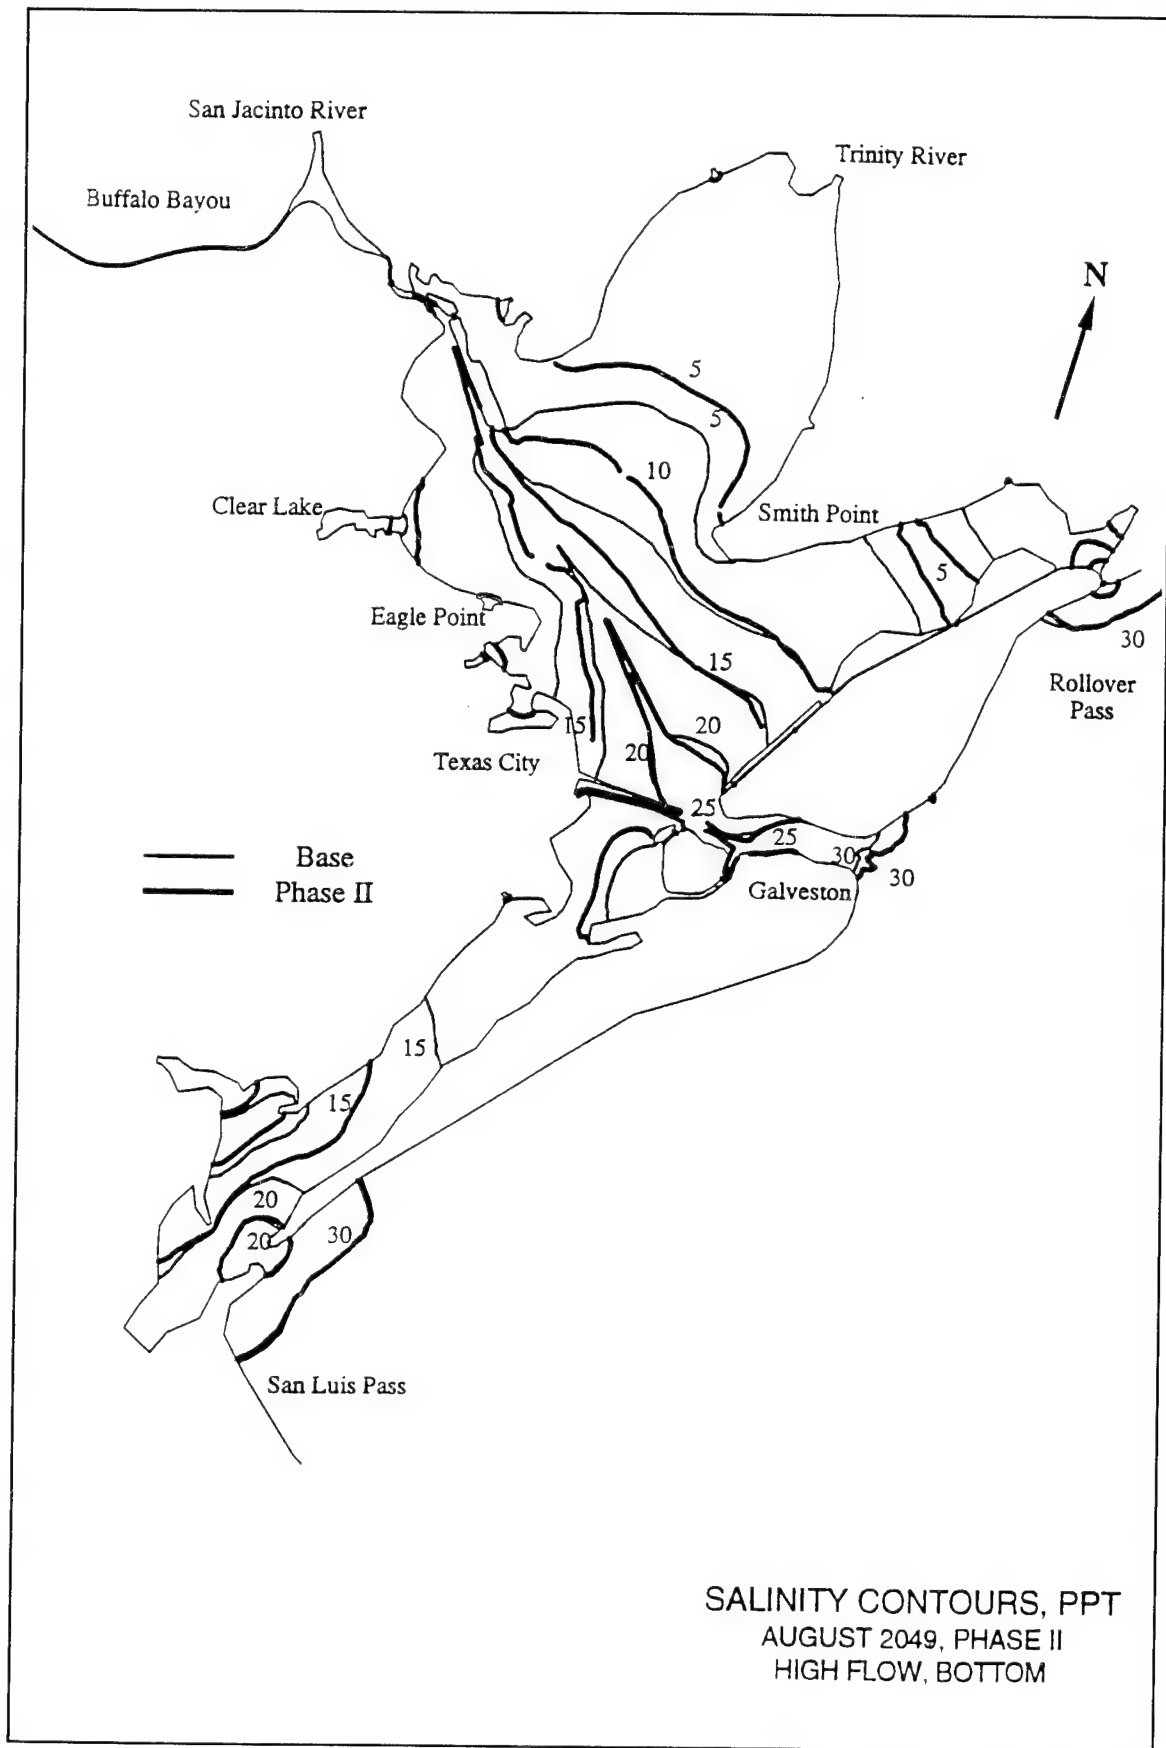 San Jacinto River
Trinity River
Buffalo Bayou
N
5
5
10
Smith Point
Clear Lake
5
Eagle Point
30
15
Rollover
Pass
15
20
20
Texas City
25
25
30
30
Base
Phase II
Galveston
15
15
20
20
30
San Luis Pass
SALINITY CONTOURS, PPT
AUGUST 2049, PHASE II
HIGH FLOW, BOTTOM